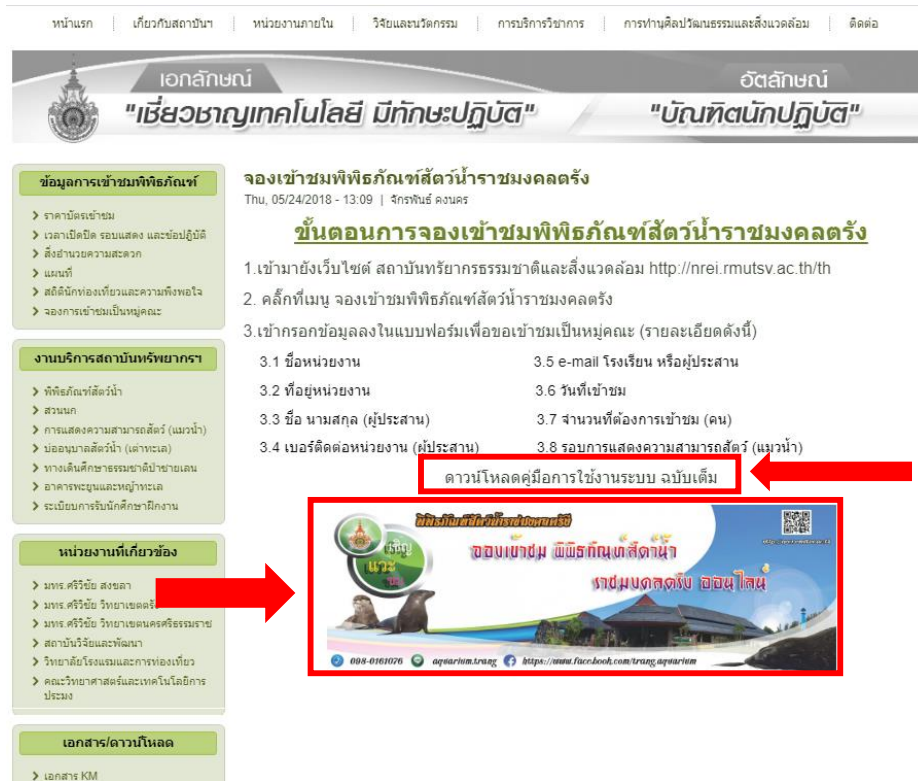 หน้าแรก
เกี่ยวกับสถาบันฯ
หน่วยงานภายใน
วิจัยและนวัตกรรม
การบริการวิชาการ
การทำนุศิลปวัฒนธรรมและสิ่งแวดล้อม
ติดต่อ
เอกลักษณ์
"เชี่ยวชาญเทคโนโลยี มีทักษะปฏิบัติ"
อัตลักษณ์
"บัณฑิตนักปฏิบัติ"
ข้อมูลการเข้าชมพิพิธภัณฑ์
ราคาบัตรเข้าชม
เวลาเปิดปิด รอบแสดง และข้อปฏิบัติ
สิ่งอำนวยความสะดวก
แผนที่
สถิตินักท่องเที่ยวและความพึงพอใจ
จองการเข้าชมเป็นหมู่คณะ
งานบริการสถาบันทรัพยากรฯ
พิพิธภัณฑ์สัตว์น้ำ
สวนนก
การแสดงความสามารถสัตว์ (แมวน้ำ)
บ่ออนุบาลสัตว์น้ำ (เต่าทะเล)
ทางเดินศึกษาธรรมชาติป่าชายเลน
อาคารพะยูนและหญ้าทะเล
ระเบียบการรับนักศึกษาฝึกงาน
หน่วยงานที่เกี่ยวข้อง
มทร.ศรีวิชัย สงขลา
มทร.ศรีวิชัย วิทยาเขตตรัง
มทร.ศรีวิชัย วิทยาเขตนครศรีธรรมราช
สถาบันวิจัยและพัฒนา
วิทยาลัยโรงแรมและการท่องเที่ยว
คณะวิทยาศาสตร์และเทคโนโลยีการ
ประมง
เอกสาร/ดาวน์โหลด
เอกสาร KM
จองเข้าชมพิพิธภัณฑ์สัตว์น้ำราชมงคลตรัง
Thu, 05/24/2018 - 13:09 | จักรพันธ์ คงนคร
ขั้นตอนการจองเข้าชมพิพิธภัณฑ์สัตว์น้ำราชมงคลตรัง
1.เข้ามายังเว็บไซต์ สถาบันทรัยากรธรรมชาติและสิ่งแวดล้อม http://nrei.rmutsv.ac.th/th
2. คลิ๊กที่เมนู จองเข้าชมพิพิธภัณฑ์สัตว์น้ำราชมงคลตรัง
3.เข้ากรอกข้อมูลลงในแบบฟอร์มเพื่อขอเข้าชมเป็นหมู่คณะ (รายละเอียดดังนี้)
3.1 ชื่อหน่วยงาน
3.5 e-mail โรงเรียน หรือผู้ประสาน
3.2 ที่อยู่หน่วยงาน
3.6 วันที่เข้าชม
3.3 ชื่อ นามสกุล (ผู้ประสาน)
3.7 จำนวนที่ต้องการเข้าชม (คน)
3.4 เบอร์ติดต่อหน่วยงาน (ผู้ประสาน)
3.8 รอบการแสดงความสามารถสัตว์ (แมวน้ำ)
ดาวน์โหลดคู่มือการใช้งานระบบ ฉบับเต็ม
พิพิธภัณฑ์สัตว์น้ำราชมงคลตรัง
เชิญ
แวะ
ชม
จองเข้าชม พิพิธภัณฑ์สัตว์น้ำ
ราชมงคลตรัง ออนไลน์
098-0161076
aquarium.trang
https://www.facebook.com/trang.aquarium